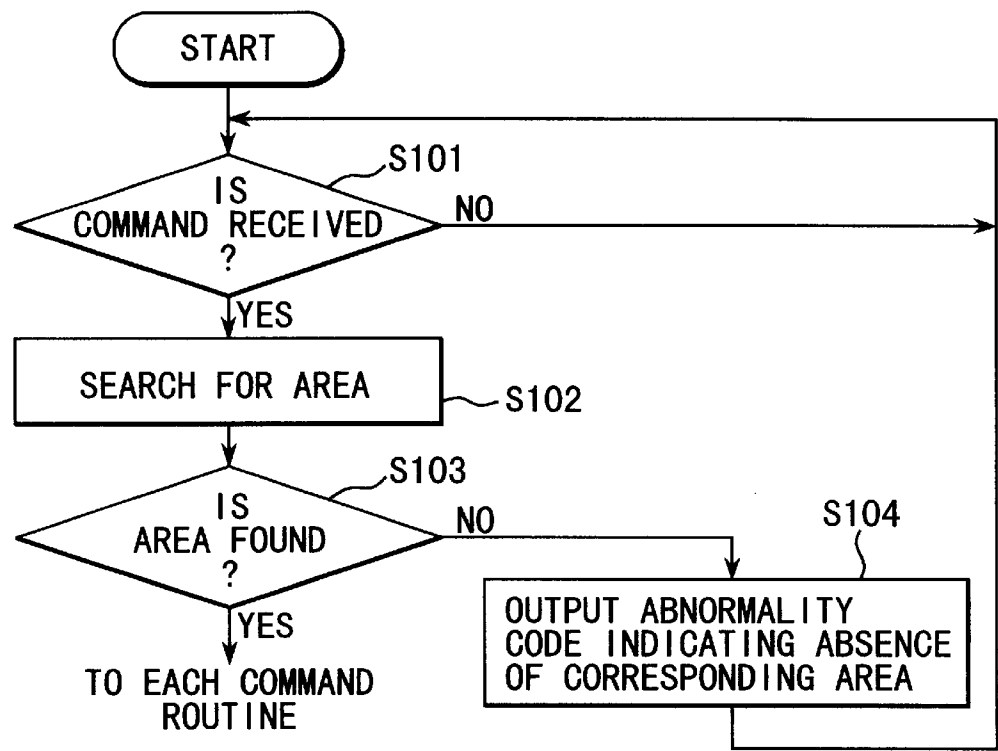 START
S101
IS
COMMAND RECEIVED
?
NO
YES
SEARCH FOR AREA
S102
S103
IS
AREA FOUND
?
NO
YES
TO EACH COMMAND
ROUTINE
S104
OUTPUT ABNORMALITY
CODE INDICATING ABSENCE
OF CORRESPONDING AREA